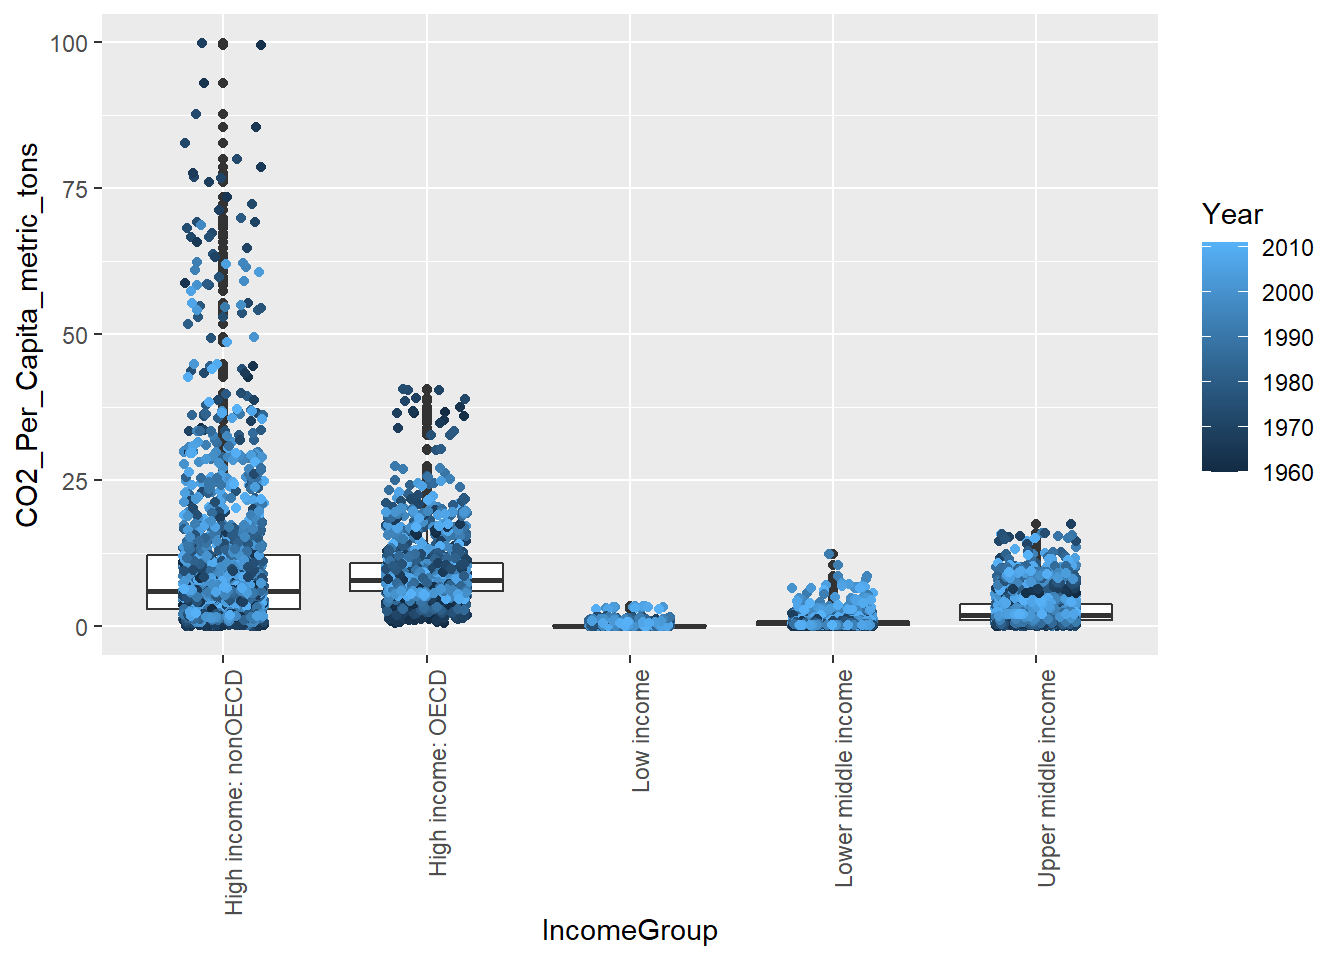 CO2_Per_Capita_metric_tons
100
75
50
25
0
High income: nonOECD
High income: OECD
Low income
Lower middle income
Upper middle income
IncomeGroup
Year
2010
2000
1990
1980
1970
1960